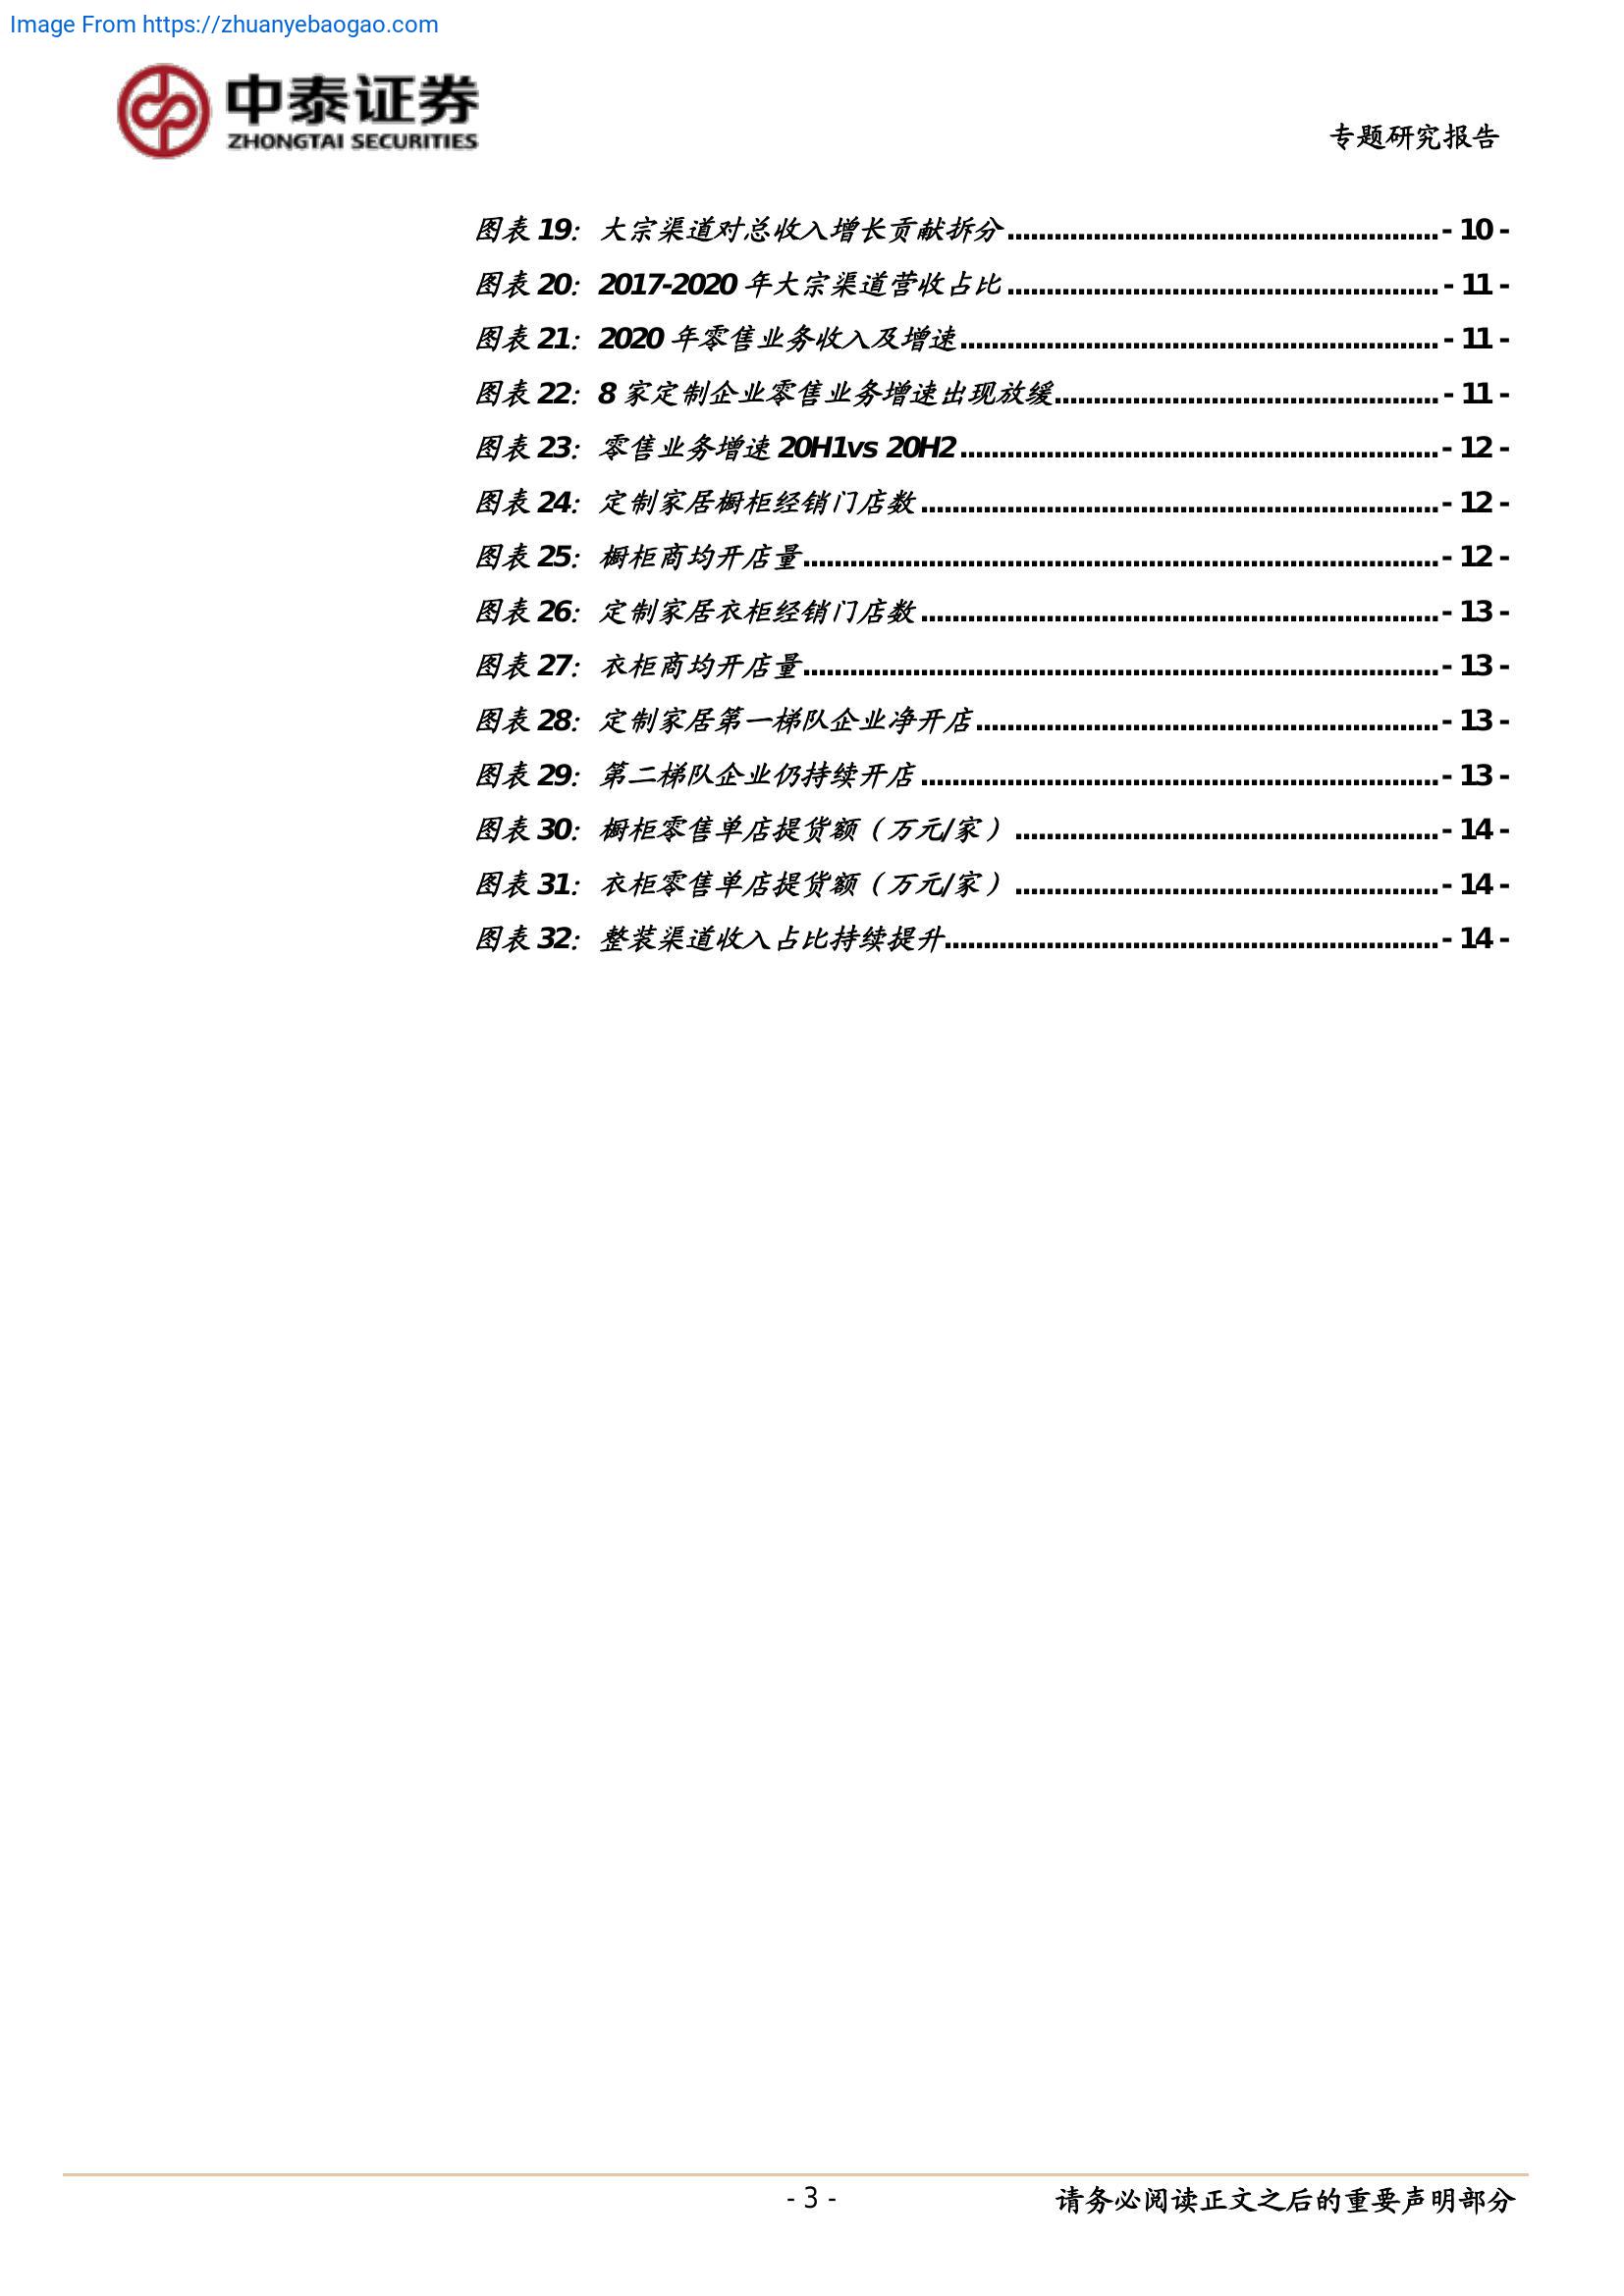 Image From https://zhuanyebaogao.com
中泰证券
ZHONGTAI SECURITIES
专题研究报告
图表 19：大宗渠道对总收入增长贡献拆分 - 10 -
图表 20：2017-2020 年大宗渠道营收占比 - 11 -
图表 21：2020 年零售业务收入及增速 - 11 -
图表 22：8 家定制企业零售业务增速出现放缓 - 11 -
图表 23：零售业务增速 20H1vs 20H2 - 12 -
图表 24：定制家居橱柜经销门店数 - 12 -
图表 25：橱柜商均开店量 - 12 -
图表 26：定制家居衣柜经销门店数 - 13 -
图表 27：衣柜商均开店量 - 13 -
图表 28：定制家居第一梯队企业净开店 - 13 -
图表 29：第二梯队企业仍持续开店 - 13 -
图表 30：橱柜零售单店提货额（万元/家） - 14 -
图表 31：衣柜零售单店提货额（万元/家） - 14 -
图表 32：整装渠道收入占比持续提升 - 14 -
- 3 -
请务必阅读正文之后的重要声明部分